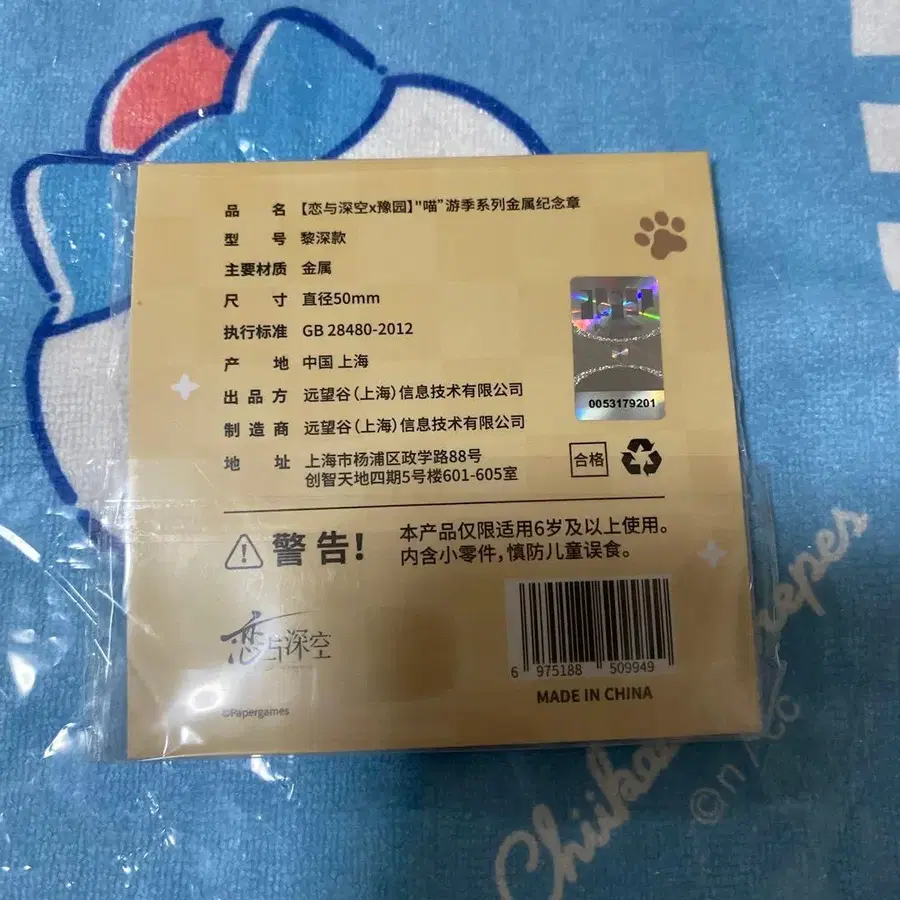 品 名 【恋与深空x豫园】"喵"游季系列金属纪念章
型 号 黎深款
主要材质 金属
尺 寸 直径50mm
执行标准 GB 28480-2012
产 地 中国 上海
出品方 远望谷(上海)信息技术有限公司
制造商 远望谷(上海)信息技术有限公司
地 址 上海市杨浦区政学路88号
创智天地四期5号楼601-605室
0053179201
合格
警告!
本产品仅限适用6岁及以上使用。
内含小零件,慎防儿童误食。
恋与深空
©Papergames
6 975188 509949
MADE IN CHINA